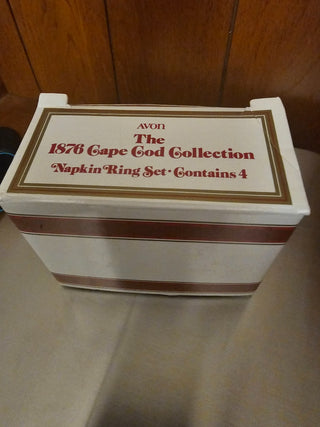 AVON
The
1876 Cape Cod Collection
Napkin Ring Set • Contains 4